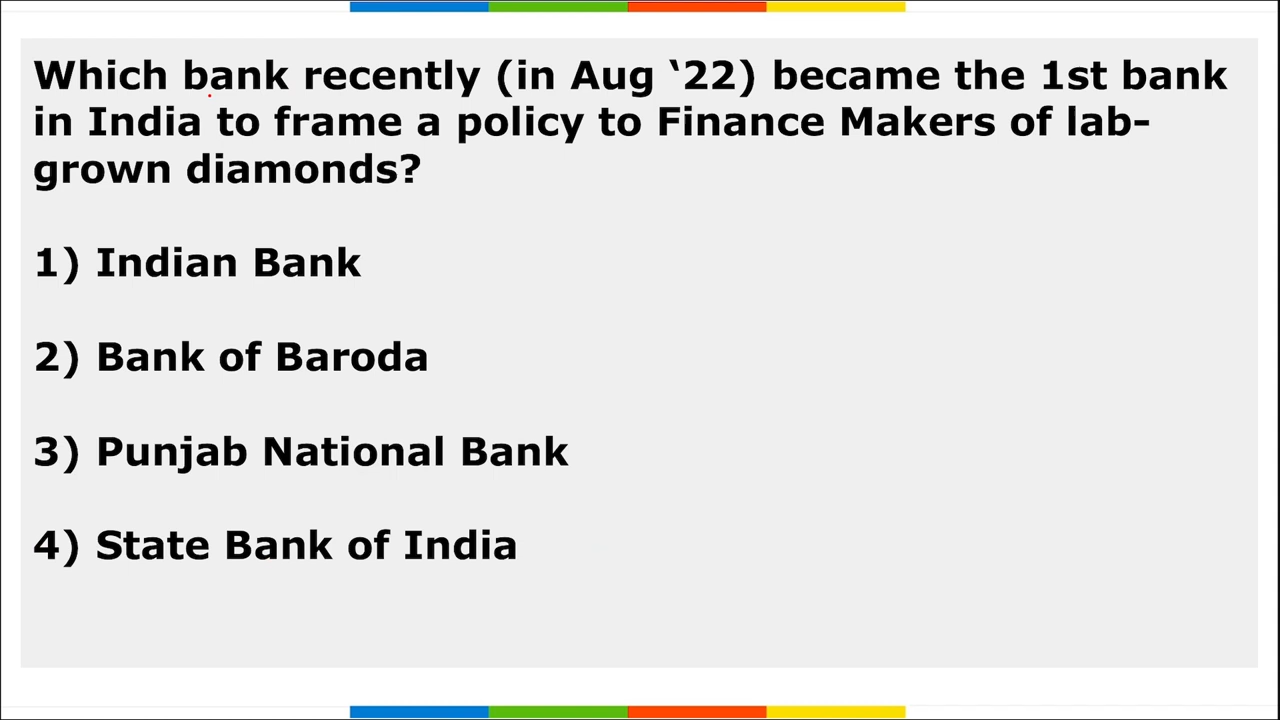 Which bank recently (in Aug ‘22) became the 1st bank
in India to frame a policy to Finance Makers of lab-
grown diamonds?
1) Indian Bank
2) Bank of Baroda
3) Punjab National Bank
4) State Bank of India